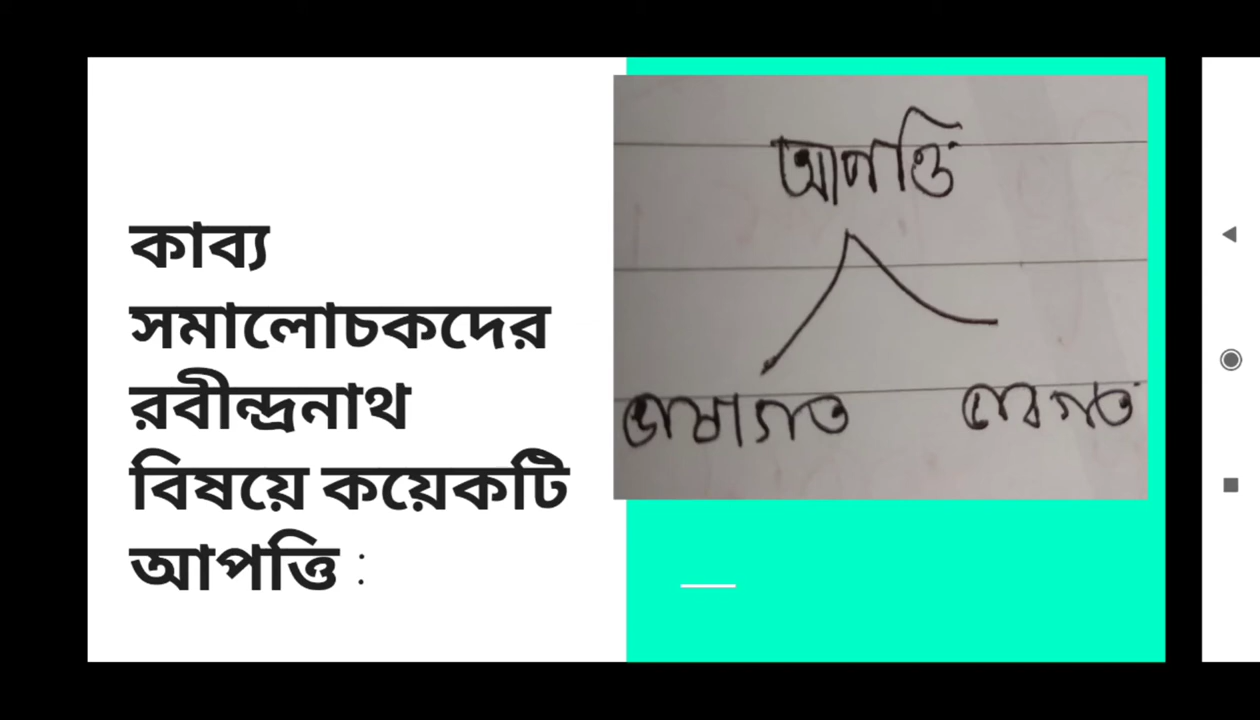 কাব্য
সমালোচকদের
রবীন্দ্রনাথ
বিষয়ে কয়েকটি
আপত্তি :
আপত্তি
ভাষাগত